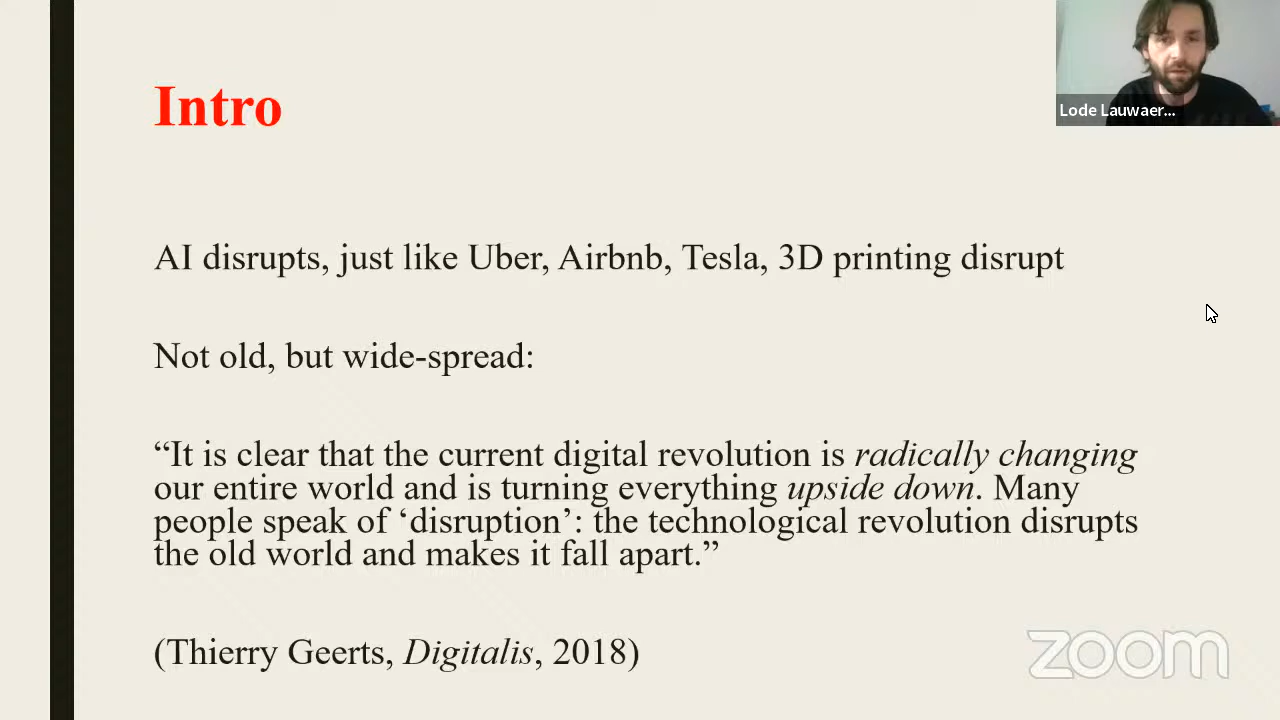 Intro
Lode Lauwaer...
AI disrupts, just like Uber, Airbnb, Tesla, 3D printing disrupt
Not old, but wide-spread:
“It is clear that the current digital revolution is radically changing
our entire world and is turning everything upside down. Many
people speak of ‘disruption’: the technological revolution disrupts
the old world and makes it fall apart.”
(Thierry Geerts, Digitalis, 2018)
zoom